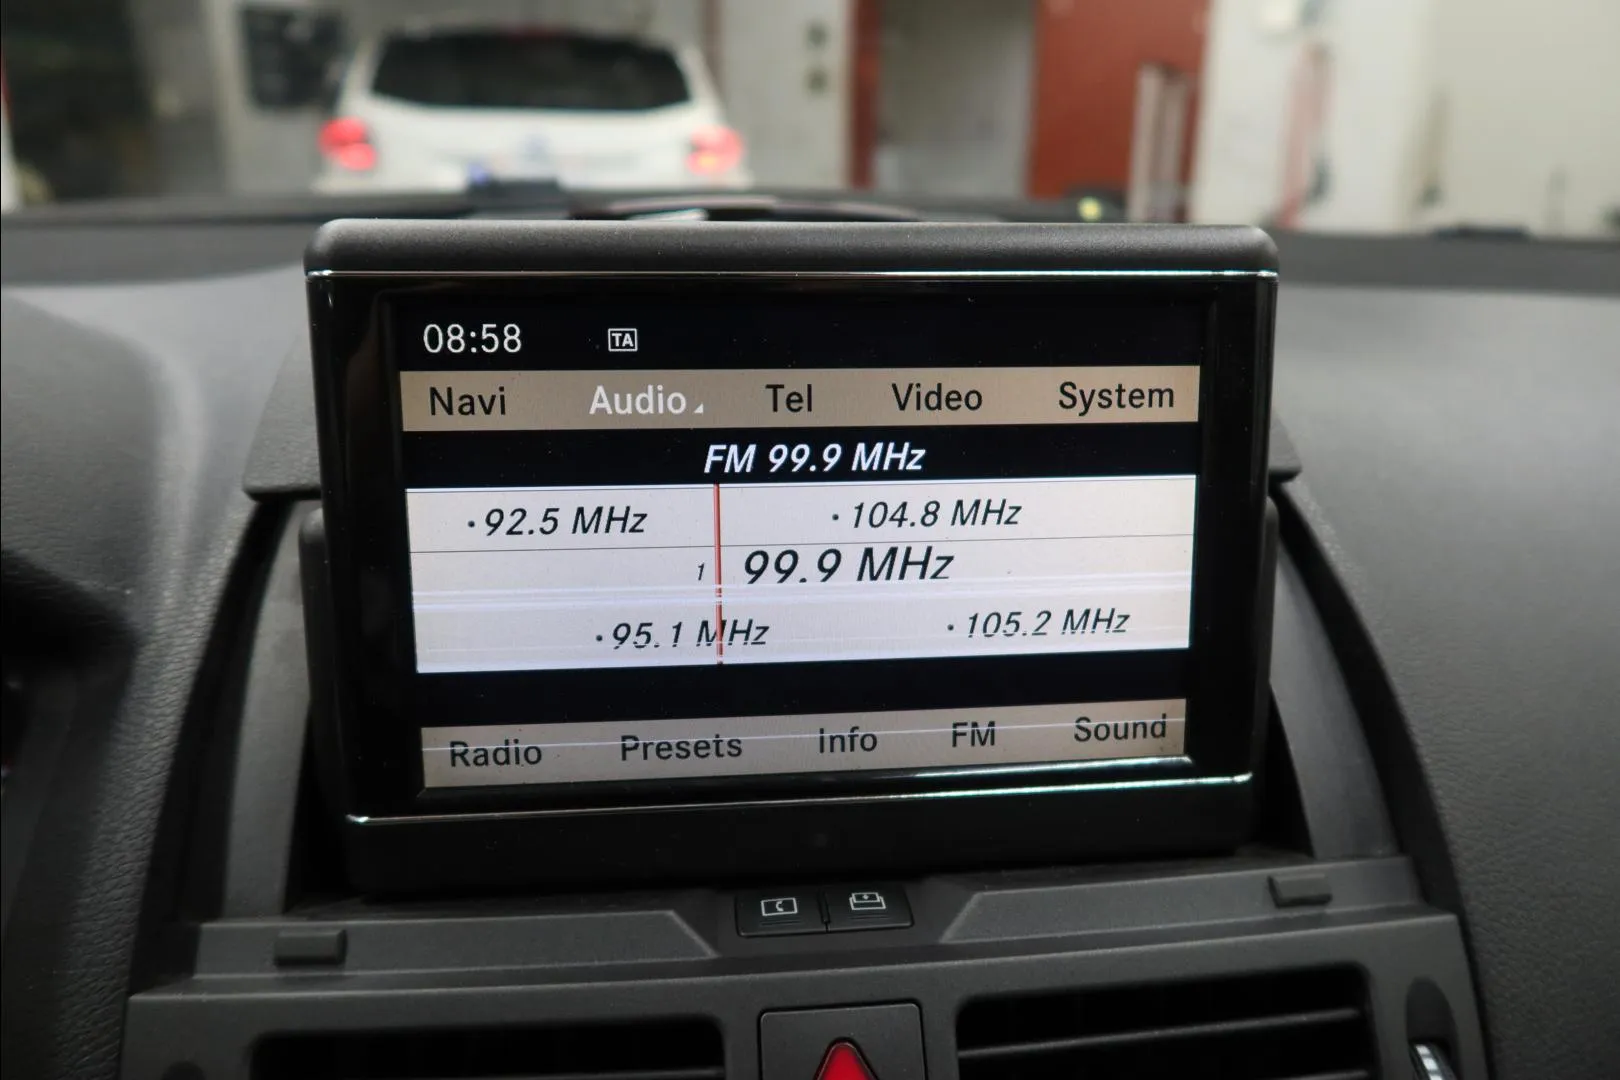 08:58 TA
Navi Audio Tel Video System
FM 99.9 MHz
·92.5 MHz ·104.8 MHz
1 99.9 MHz
·95.1 MHz ·105.2 MHz
Radio Presets Info FM Sound